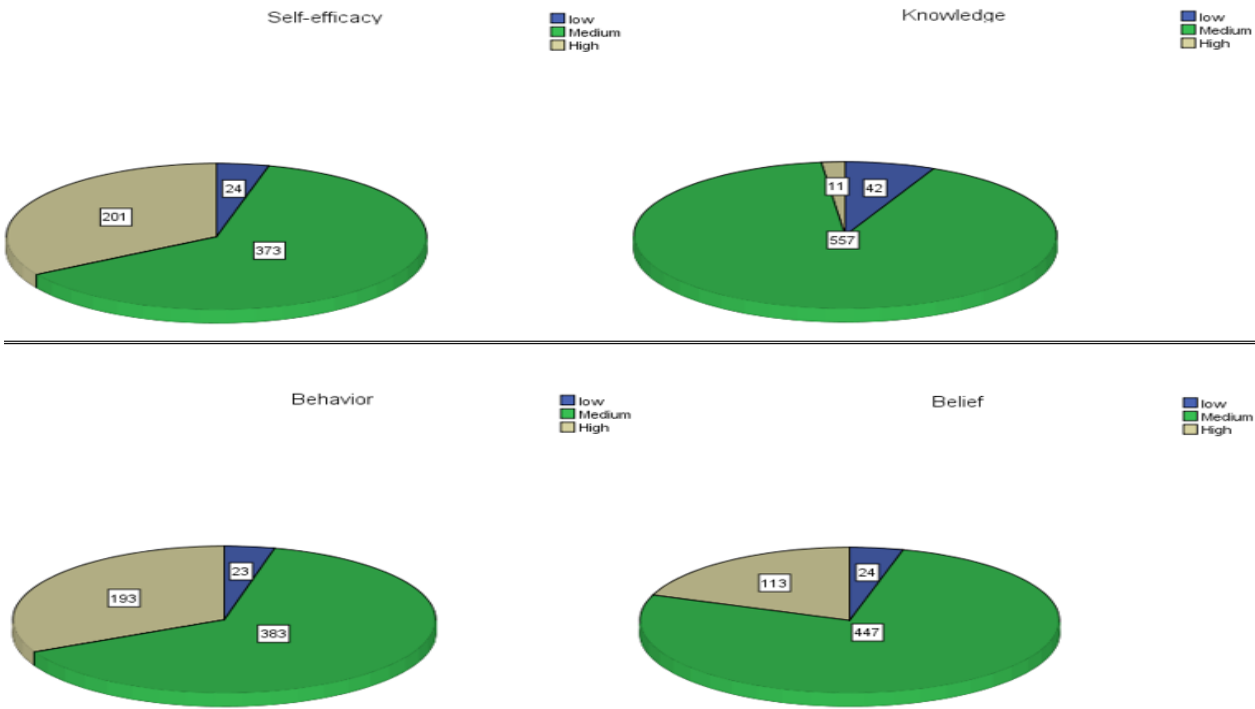 Self-efficacy
low
Medium
High
24
201
373
Knowledge
low
Medium
High
11
42
557
Behavior
low
Medium
High
23
193
383
Belief
low
Medium
High
24
113
447